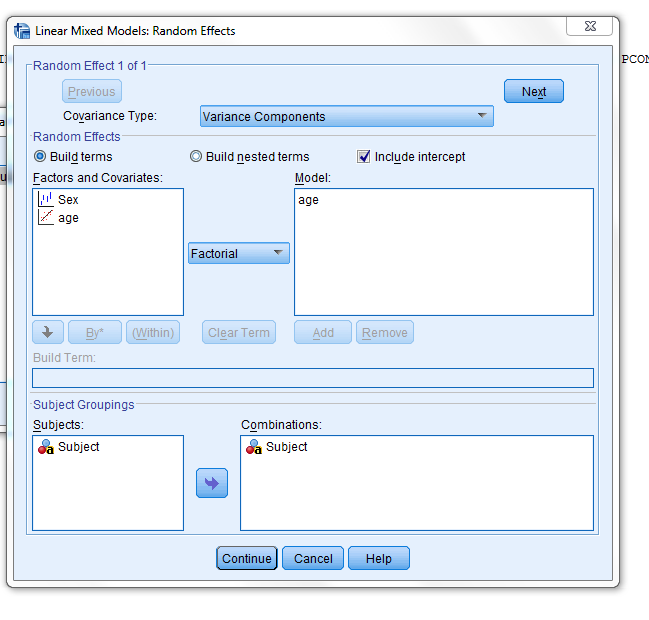 Linear Mixed Models: Random Effects
PCON
Random Effect 1 of 1
Previous
Next
Covariance Type:
Variance Components
Random Effects
Build terms
Build nested terms
Include intercept
Factors and Covariates:
Model:
Sex
age
age
Factorial
By*
(Within)
Clear Term
Add
Remove
Build Term:
Subject Groupings
Subjects:
Combinations:
Subject
Subject
Continue
Cancel
Help